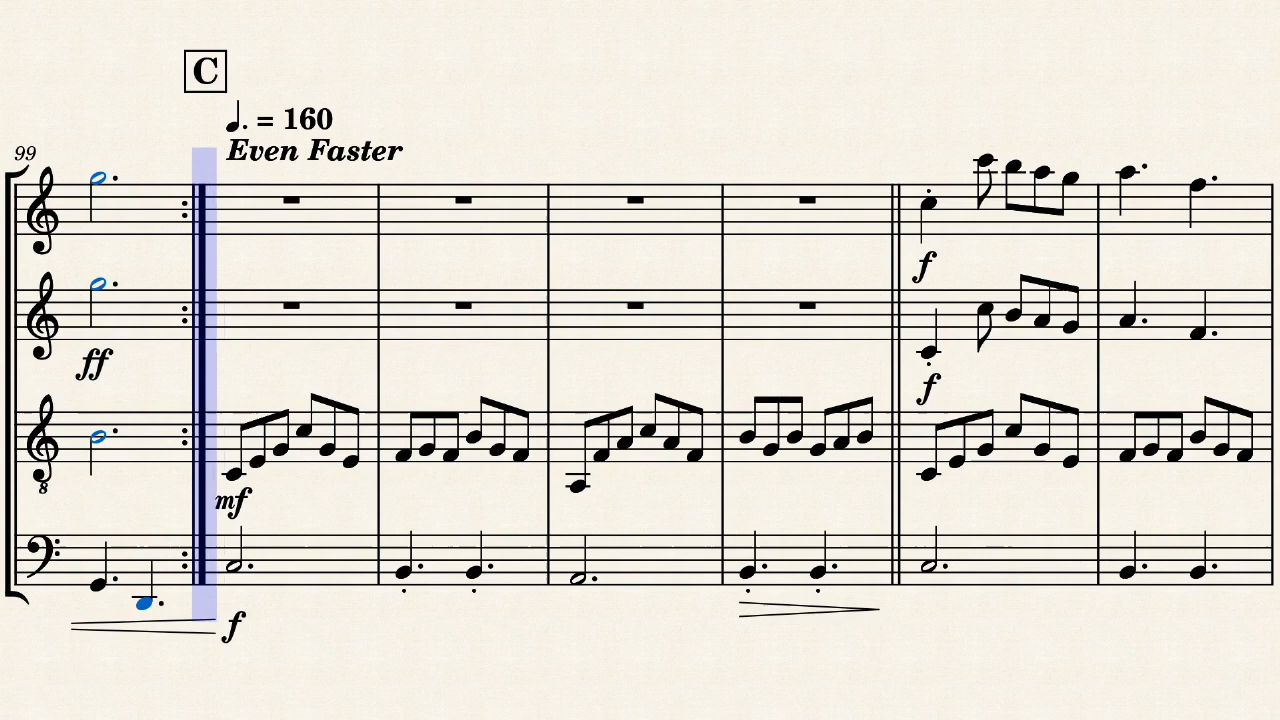 C
♩. = 160
Even Faster
99
f
ff
f
mf
8
f